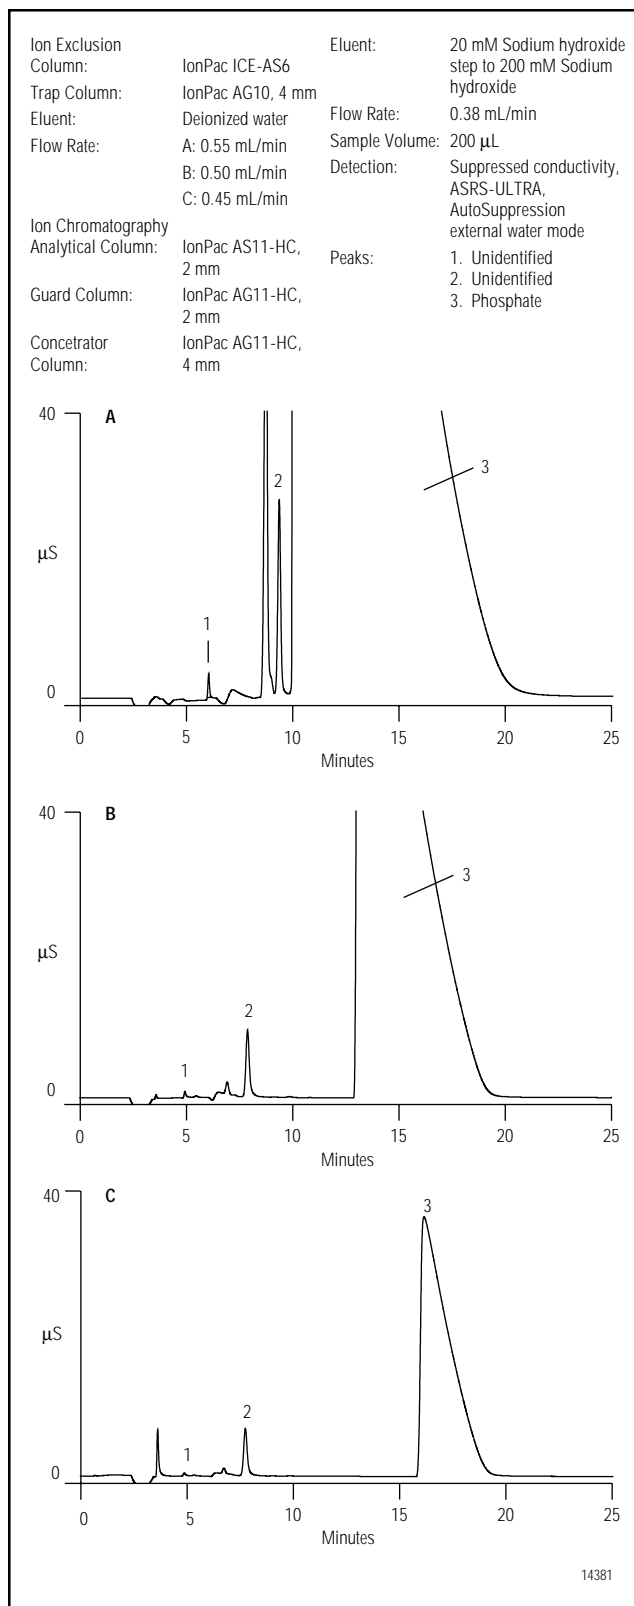 Ion Exclusion
Column: IonPac ICE-AS6
Trap Column: IonPac AG10, 4 mm
Eluent: Deionized water
Flow Rate: A: 0.55 mL/min
B: 0.50 mL/min
C: 0.45 mL/min
Ion Chromatography
Analytical Column: IonPac AS11-HC,
2 mm
Guard Column: IonPac AG11-HC,
2 mm
Concetrator IonPac AG11-HC,
Column: 4 mm
Eluent: 20 mM Sodium hydroxide
step to 200 mM Sodium
hydroxide
Flow Rate: 0.38 mL/min
Sample Volume: 200 μL
Detection: Suppressed conductivity,
ASRS-ULTRA,
AutoSuppression
external water mode
Peaks: 1. Unidentified
2. Unidentified
3. Phosphate
40 A
3
2
μS
1
0
0 5 10 15 20 25
Minutes
40 B
3
μS
2
1
0
0 5 10 15 20 25
Minutes
40 C
3
μS
2
1
0
0 5 10 15 20 25
Minutes
14381